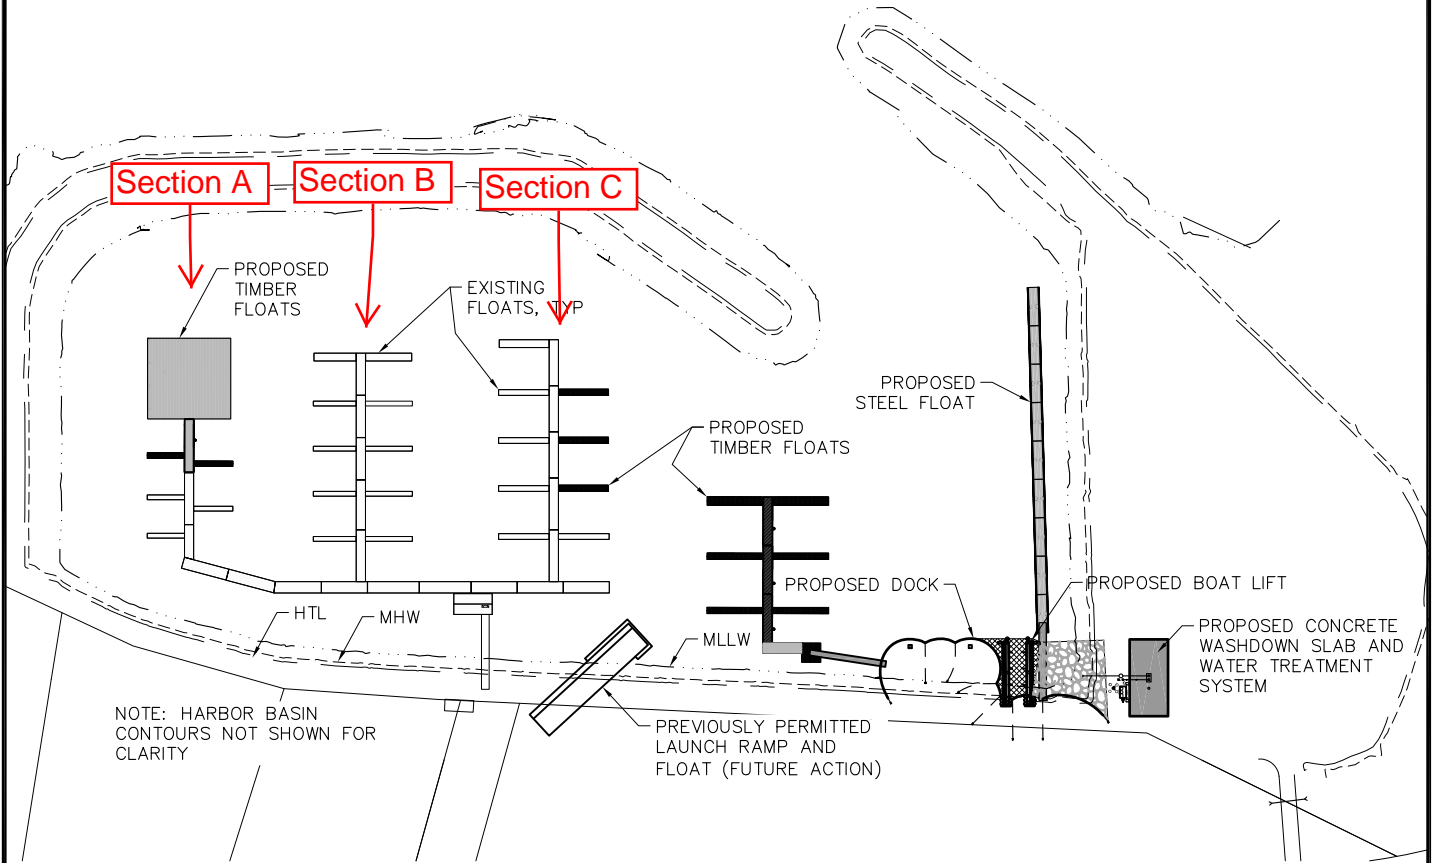 Section A
Section B
Section C
PROPOSED
TIMBER
FLOATS
EXISTING
FLOATS, TYP
PROPOSED
STEEL FLOAT
PROPOSED
TIMBER FLOATS
PROPOSED DOCK
PROPOSED BOAT LIFT
HTL
MHW
MLLW
PROPOSED CONCRETE
WASHDOWN SLAB AND
WATER TREATMENT
SYSTEM
NOTE: HARBOR BASIN
CONTOURS NOT SHOWN FOR
CLARITY
PREVIOUSLY PERMITTED
LAUNCH RAMP AND
FLOAT (FUTURE ACTION)